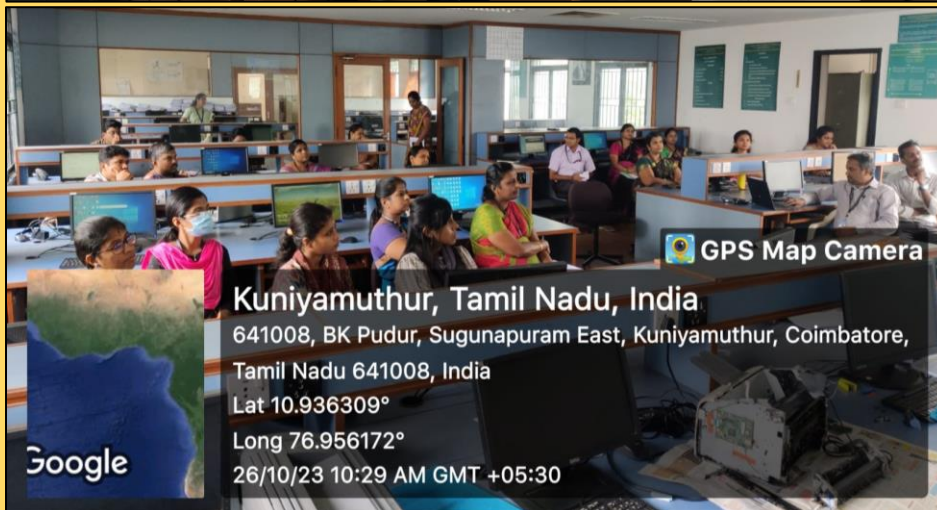 GPS Map Camera
Kuniyamuthur, Tamil Nadu, India
641008, BK Pudur, Sugunapuram East, Kuniyamuthur, Coimbatore,
Tamil Nadu 641008, India
Lat 10.936309°
Long 76.956172°
26/10/23 10:29 AM GMT +05:30
Google